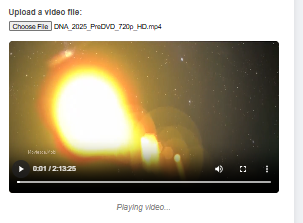 Upload a video file:
Choose File DNA_2025_PreDVD_720p_HD.mp4
0:01 / 2:13:25
Playing video...